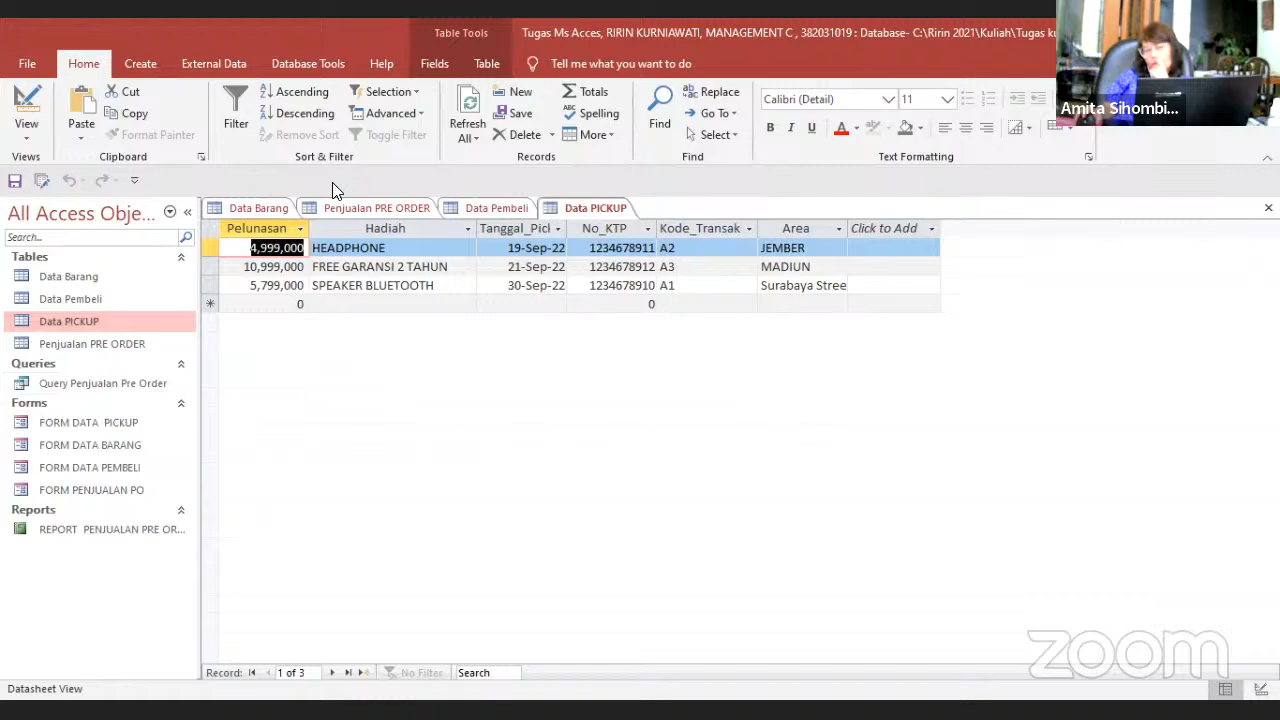 Table Tools
Tugas Ms Acces, RIRIN KURNIAWATI, MANAGEMENT C , 382031019 : Database- C:\Ririn 2021\Kuliah\Tugas ku
File
Home
Create
External Data
Database Tools
Help
Fields
Table
Tell me what you want to do
Amita Sihombi...
View
Views
Paste
Cut
Copy
Format Painter
Clipboard
Filter
Ascending
Descending
Remove Sort
Selection
Advanced
Toggle Filter
Sort & Filter
Refresh
All
New
Save
Delete
Totals
Spelling
More
Records
Find
Replace
Go To
Select
Find
Calibri (Detail)
11
B I U A
Text Formatting
All Access Obje...
Search...
Tables
Data Barang
Data Pembeli
Data PICKUP
Penjualan PRE ORDER
Queries
Query Penjualan Pre Order
Forms
FORM DATA PICKUP
FORM DATA BARANG
FORM DATA PEMBELI
FORM PENJUALAN PO
Reports
REPORT PENJUALAN PRE OR...
Data Barang
Penjualan PRE ORDER
Data Pembeli
Data PICKUP
Pelunasan Hadiah Tanggal_Picl No_KTP Kode_Transak Area Click to Add
4,999,000 HEADPHONE 19-Sep-22 1234678911 A2 JEMBER
10,999,000 FREE GARANSI 2 TAHUN 21-Sep-22 1234678912 A3 MADIUN
5,799,000 SPEAKER BLUETOOTH 30-Sep-22 1234678910 A1 Surabaya Stree
0 0
zoom
Record: 1 of 3 No Filter Search
Datasheet View